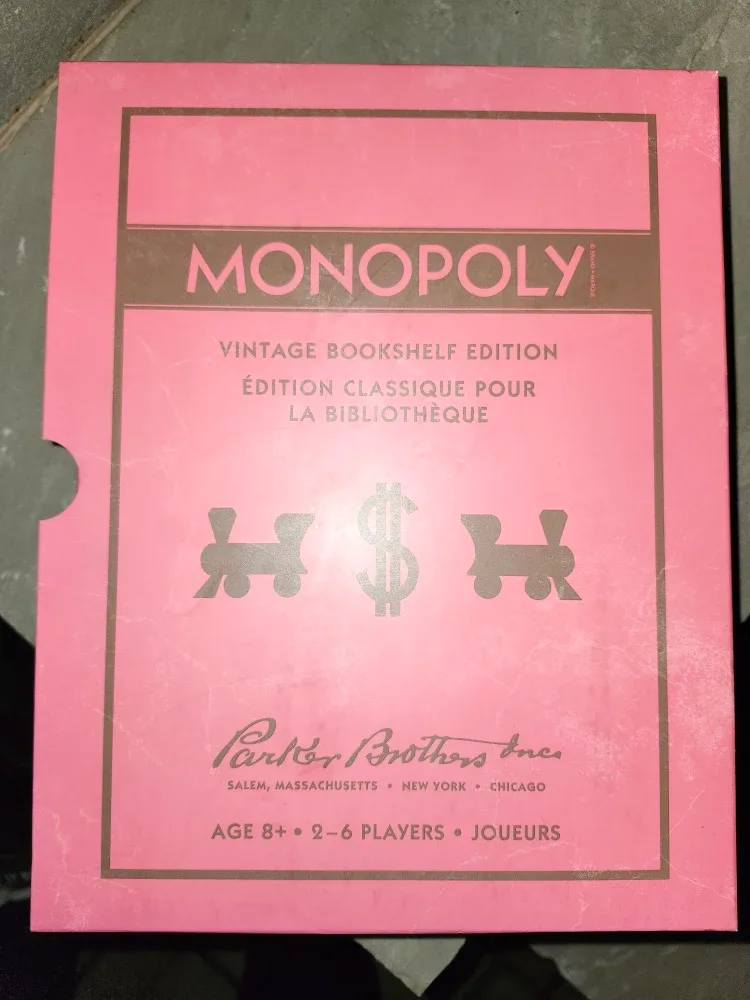 MONOPOLY
VINTAGE BOOKSHELF EDITION
ÉDITION CLASSIQUE POUR
LA BIBLIOTHÈQUE
$
Parker Brothers Inc.
SALEM, MASSACHUSETTS • NEW YORK • CHICAGO
AGE 8+ • 2–6 PLAYERS • JOUEURS